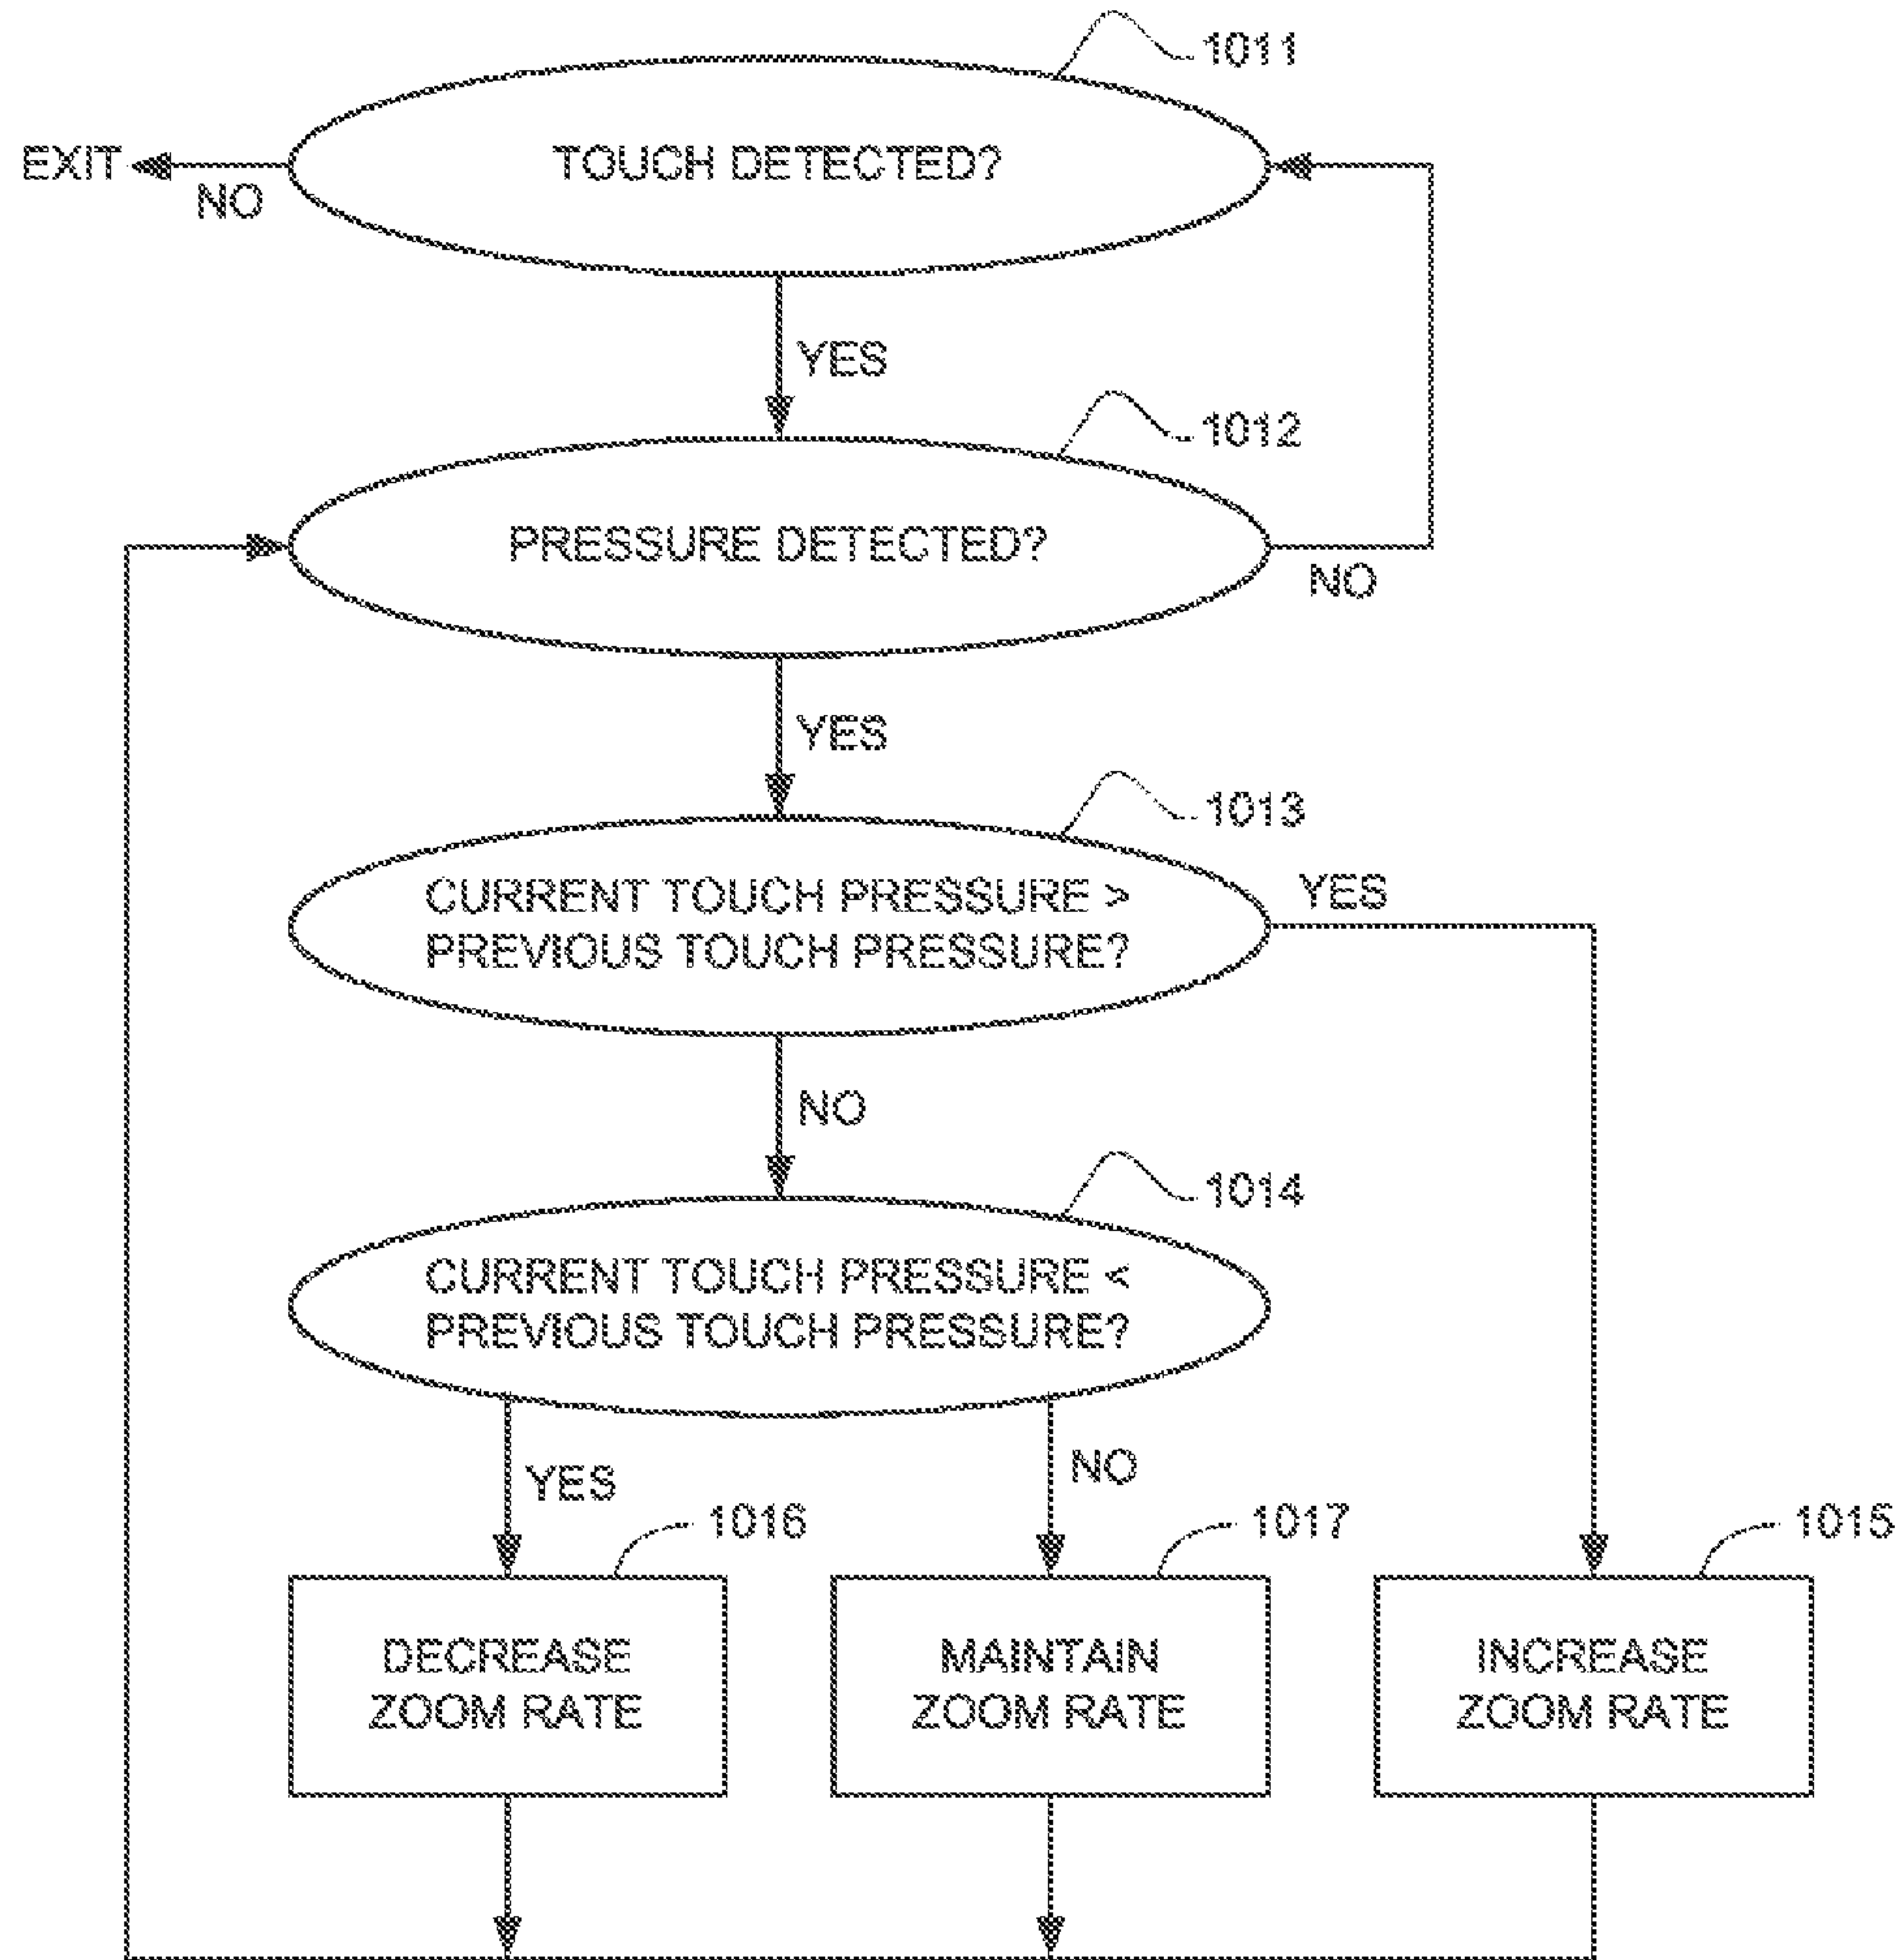 1011
TOUCH DETECTED?
EXIT
NO
YES
1012
PRESSURE DETECTED?
NO
YES
1013
CURRENT TOUCH PRESSURE >
PREVIOUS TOUCH PRESSURE?
YES
NO
1014
CURRENT TOUCH PRESSURE <
PREVIOUS TOUCH PRESSURE?
YES
NO
1016
1017
1015
DECREASE
ZOOM RATE
MAINTAIN
ZOOM RATE
INCREASE
ZOOM RATE